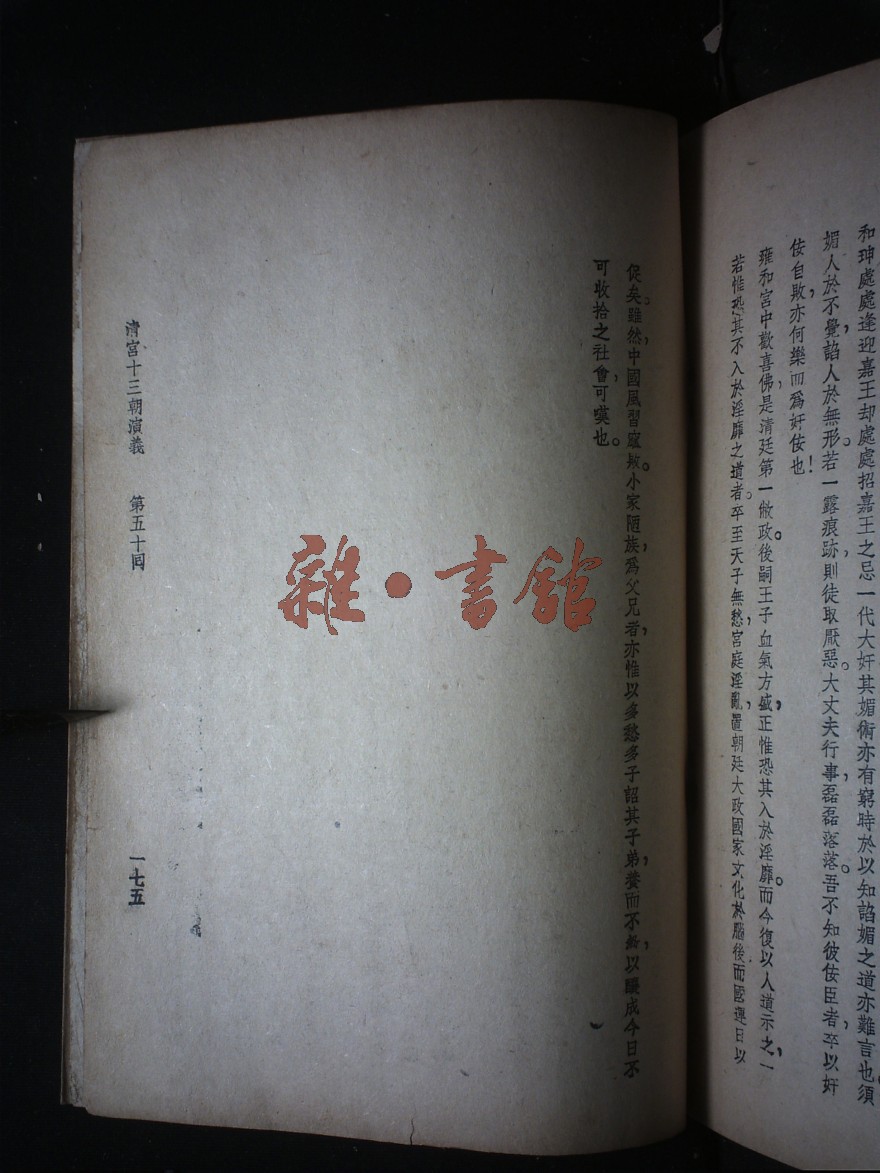 和珅處處逢迎嘉王却處處招嘉王之忌一代大奸其媚術亦有窮時於以知諂媚之道亦難言也須
媚人於不覺，諂人於無形。若一露痕跡，則徒取厭惡。大丈夫行事，磊磊落落。吾不知彼佞臣者，卒以奸
佞自敗，亦何樂而爲奸佞也！
雍和宮中歡喜佛，是清廷第一敝政。後嗣王子，血氣方盛，正惟恐其入於淫靡。而今復以人道示之，一
若惟恐其不入於淫靡之道者。卒至天子無愁，宮庭淫亂，置朝廷大政國家文化於腦後，而國運日以
促矣。雖然，中國風習寖敗。小家陋族，爲父兄者，亦惟以多愁多子詔其子弟，養而不教，以釀成今日不
可收拾之社會，可嘆也。
清宮十三朝演義 第五十回
一七五
雜·書館